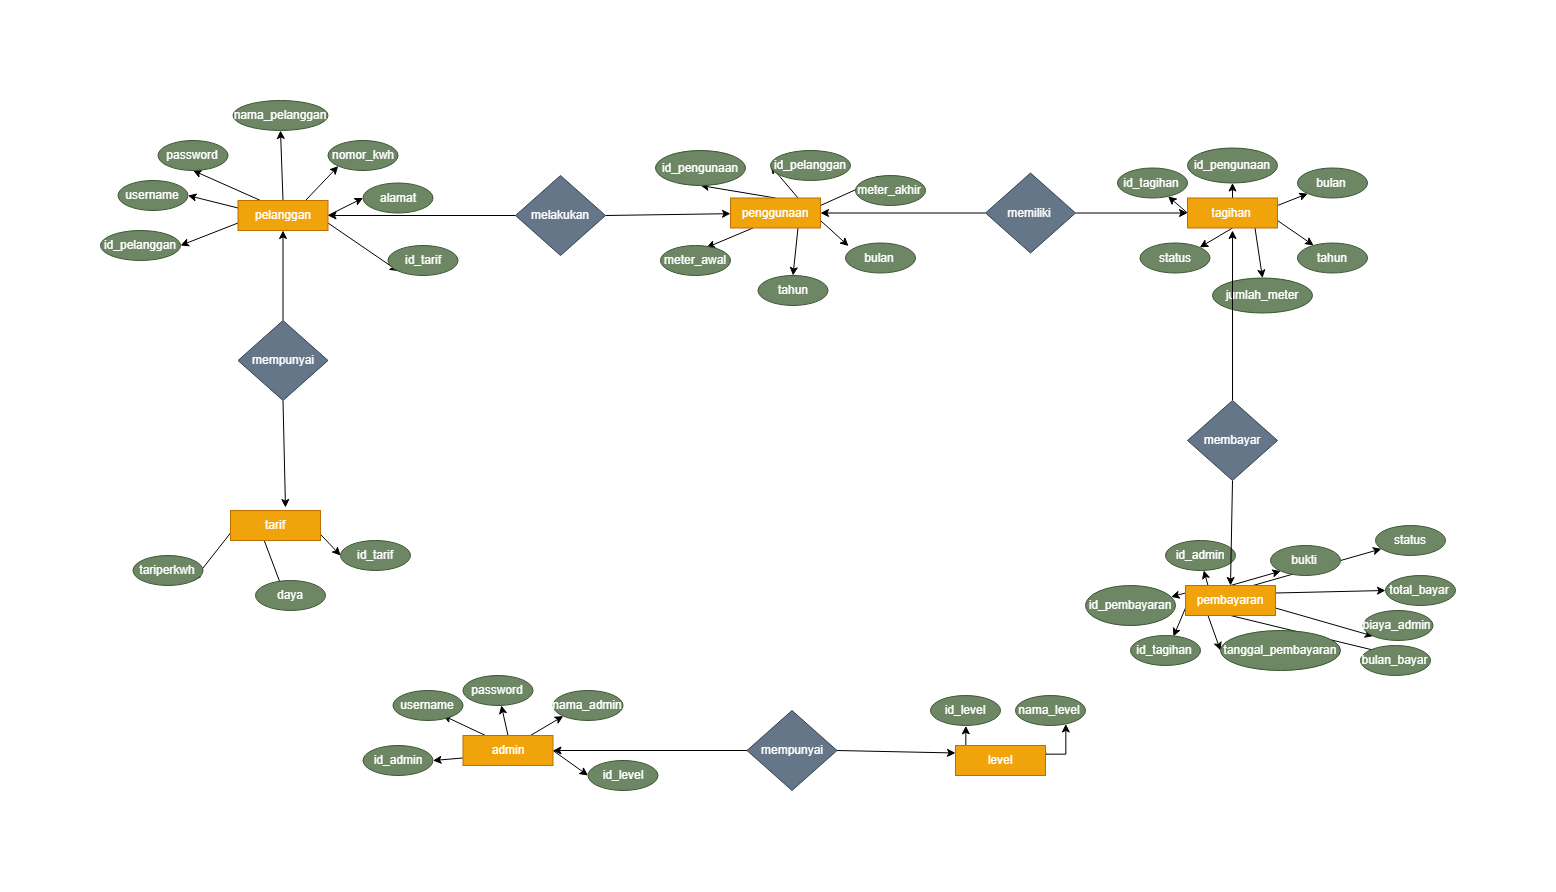 nama_pelanggan
password
nomor_kwh
username
alamat
pelanggan
id_pelanggan
id_tarif
melakukan
id_pengunaan
id_pelanggan
meter_akhir
penggunaan
meter_awal
bulan
tahun
memiliki
id_pengunaan
id_tagihan
bulan
tagihan
status
tahun
jumlah_meter
mempunyai
membayar
tarif
id_tarif
tariperkwh
daya
status
id_admin
bukti
total_bayar
id_pembayaran
pembayaran
biaya_admin
id_tagihan
tanggal_pembayaran
bulan_bayar
password
username
nama_admin
admin
id_admin
id_level
mempunyai
id_level
nama_level
level